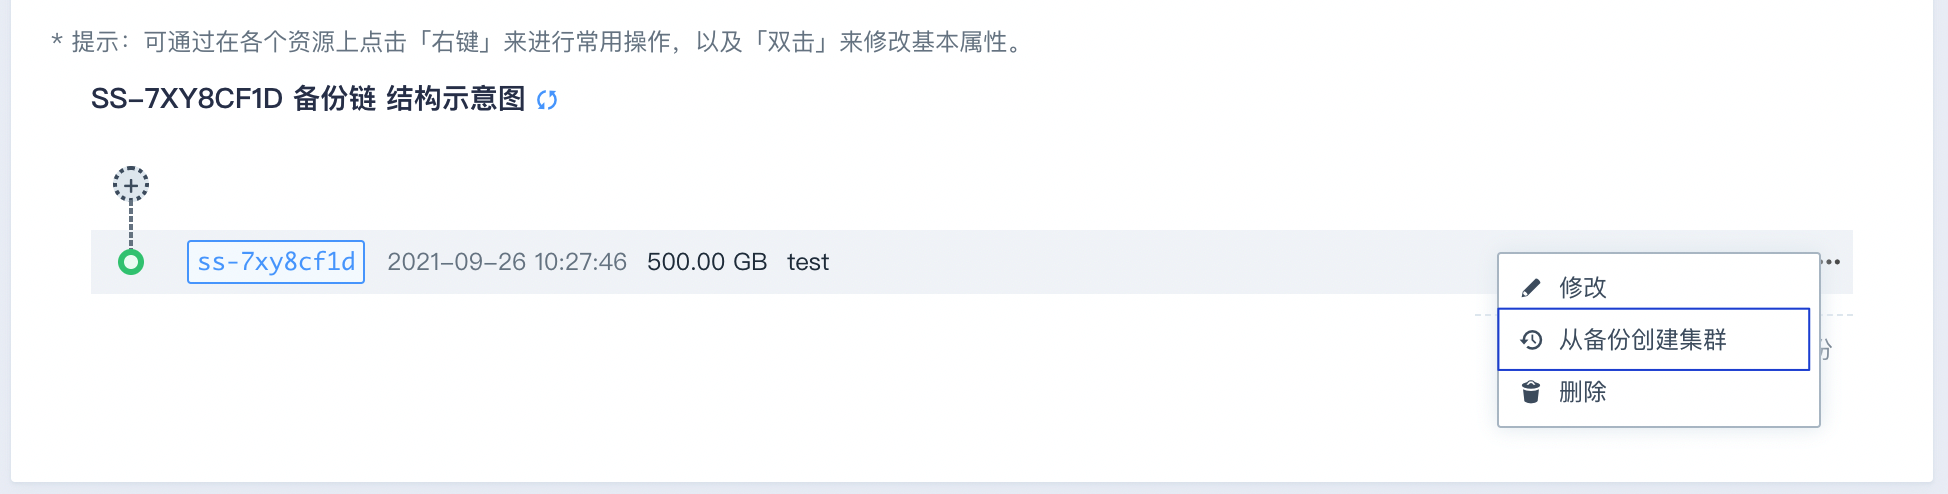 * 提示：可通过在各个资源上点击「右键」来进行常用操作，以及「双击」来修改基本属性。
SS-7XY8CF1D 备份链 结构示意图
ss-7xy8cf1d 2021-09-26 10:27:46 500.00 GB test
修改
从备份创建集群
删除